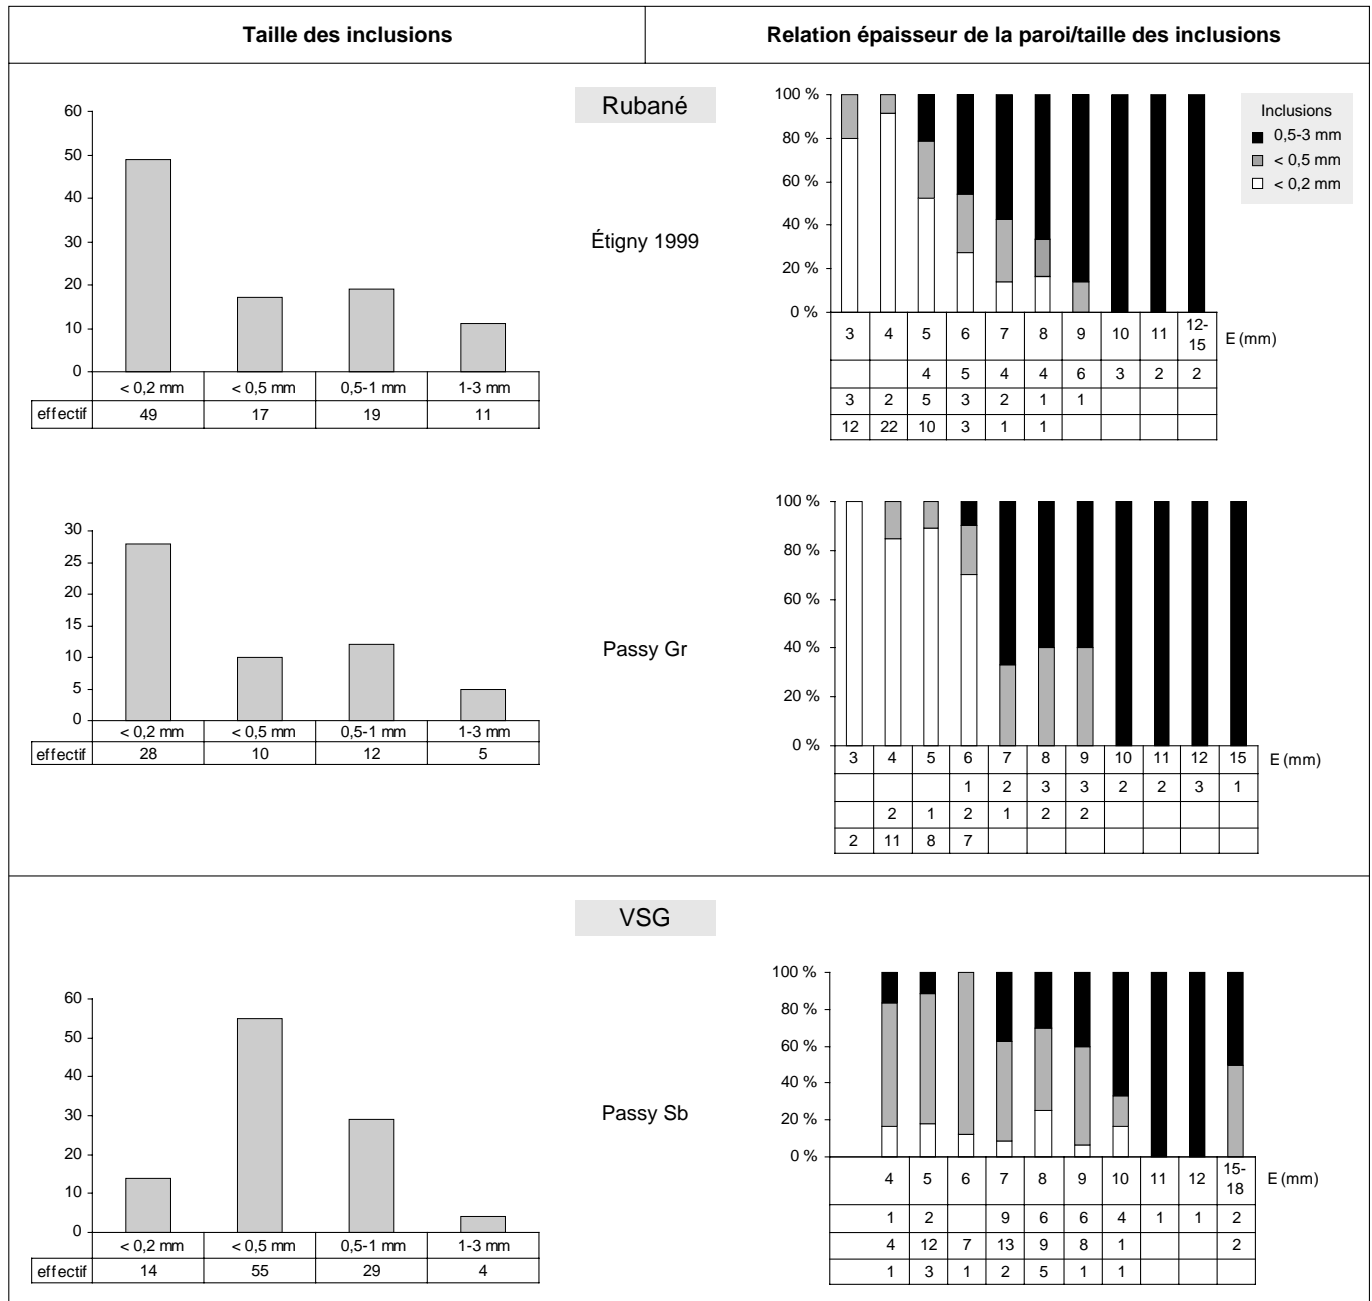 Taille des inclusions
Relation épaisseur de la paroi/taille des inclusions
Rubané
Étigny 1999
60
50
40
30
20
10
0
< 0,2 mm < 0,5 mm 0,5-1 mm 1-3 mm
effectif 49 17 19 11
100 %
80 %
60 %
40 %
20 %
0 %
3 4 5 6 7 8 9 10 11 12-15 E (mm)
4 5 4 4 6 3 2 2
3 2 5 3 2 1 1
12 22 10 3 1 1
Inclusions
0,5-3 mm
< 0,5 mm
< 0,2 mm
Passy Gr
30
25
20
15
10
5
0
< 0,2 mm < 0,5 mm 0,5-1 mm 1-3 mm
effectif 28 10 12 5
100 %
80 %
60 %
40 %
20 %
0 %
3 4 5 6 7 8 9 10 11 12 15 E (mm)
1 2 3 3 2 2 3 1
2 1 2 1 2 2
2 11 8 7
VSG
Passy Sb
60
50
40
30
20
10
0
< 0,2 mm < 0,5 mm 0,5-1 mm 1-3 mm
effectif 14 55 29 4
100 %
80 %
60 %
40 %
20 %
0 %
4 5 6 7 8 9 10 11 12 15-18 E (mm)
1 2 9 6 6 4 1 1 2
4 12 7 13 9 8 1 2
1 3 1 2 5 1 1